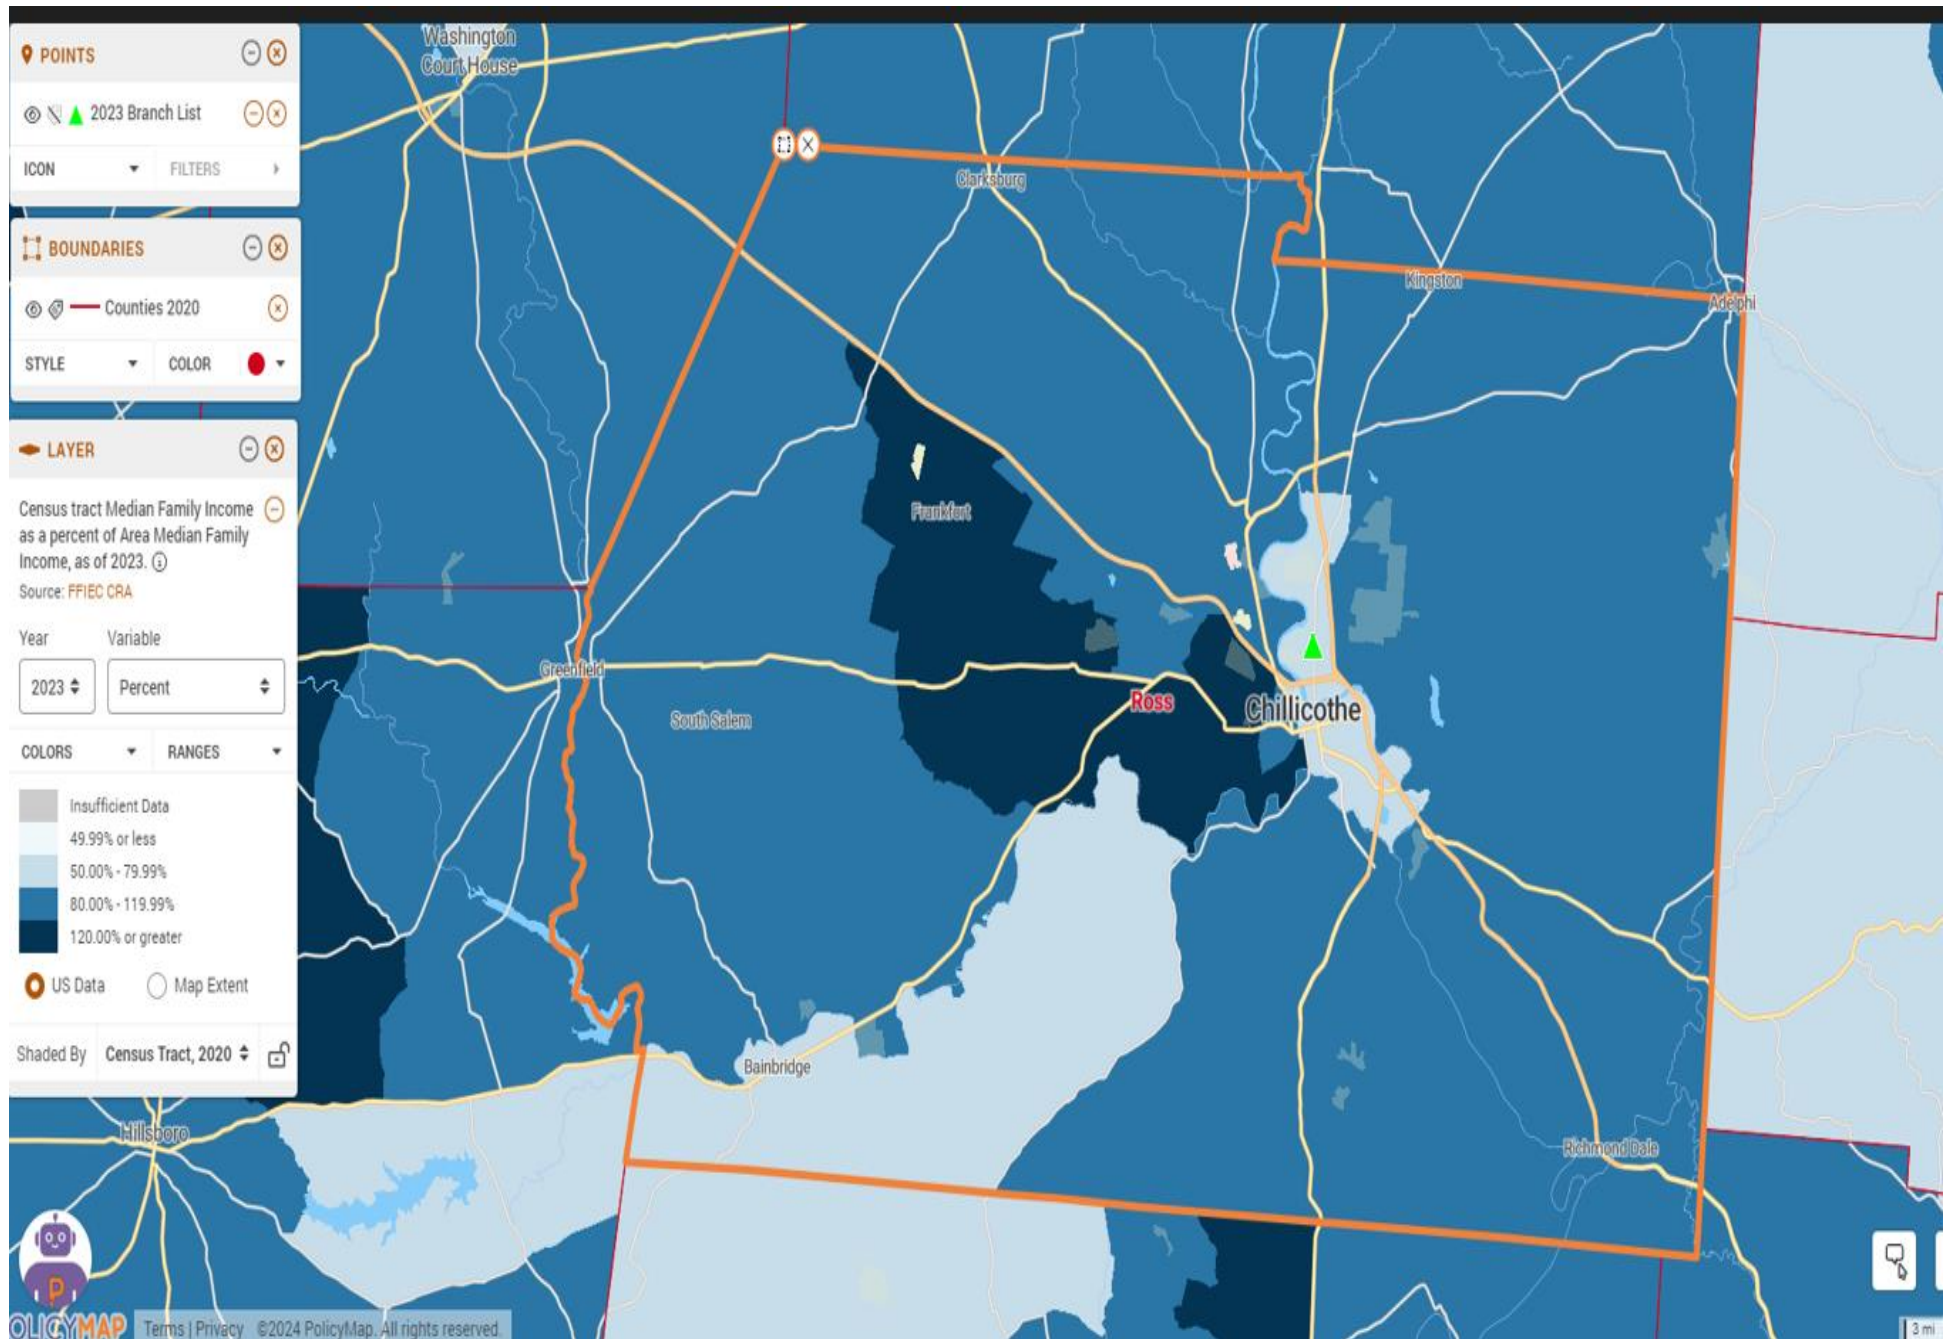 POINTS
2023 Branch List
ICON
FILTERS
BOUNDARIES
Counties 2020
STYLE
COLOR
LAYER
Census tract Median Family Income
as a percent of Area Median Family
Income, as of 2023.
Source: FFIEC CRA
Year
Variable
2023
Percent
COLORS
RANGES
Insufficient Data
49.99% or less
50.00% - 79.99%
80.00% - 119.99%
120.00% or greater
US Data
Map Extent
Shaded By
Census Tract, 2020
Washington
Court House
Clarksburg
Kingston
Adelphi
Frankfort
Greenfield
South Salem
Ross
Chillicothe
Bainbridge
Hillsboro
Richmond Dale
P
OLICYMAP
Terms | Privacy ©2024 PolicyMap. All rights reserved.
3 mi